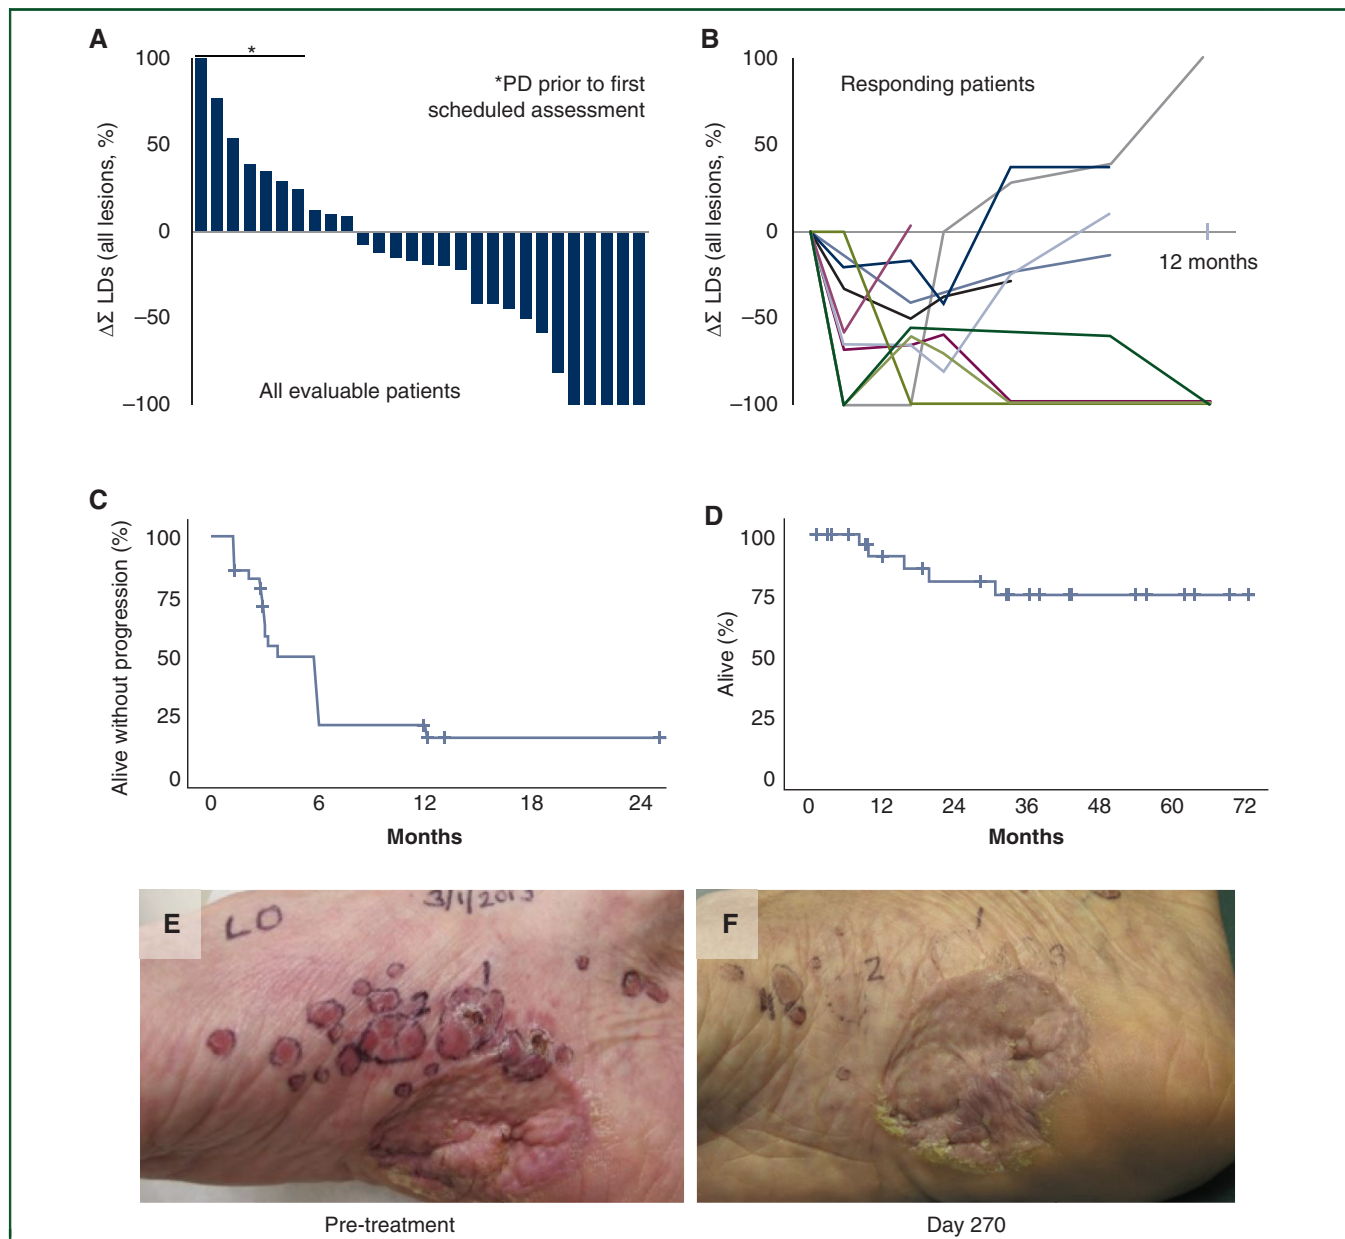 A
100
50
0
–50
–100
ΔΣ LDs (all lesions, %)
*
*PD prior to first
scheduled assessment
All evaluable patients
B
100
50
0
–50
–100
ΔΣ LDs (all lesions, %)
Responding patients
12 months
C
100
75
50
25
0
Alive without progression (%)
0 6 12 18 24
Months
D
100
75
50
25
0
Alive (%)
0 12 24 36 48 60 72
Months
E
LO
3/1/2013
1
2
Pre-treatment
F
1
2
3
Day 270